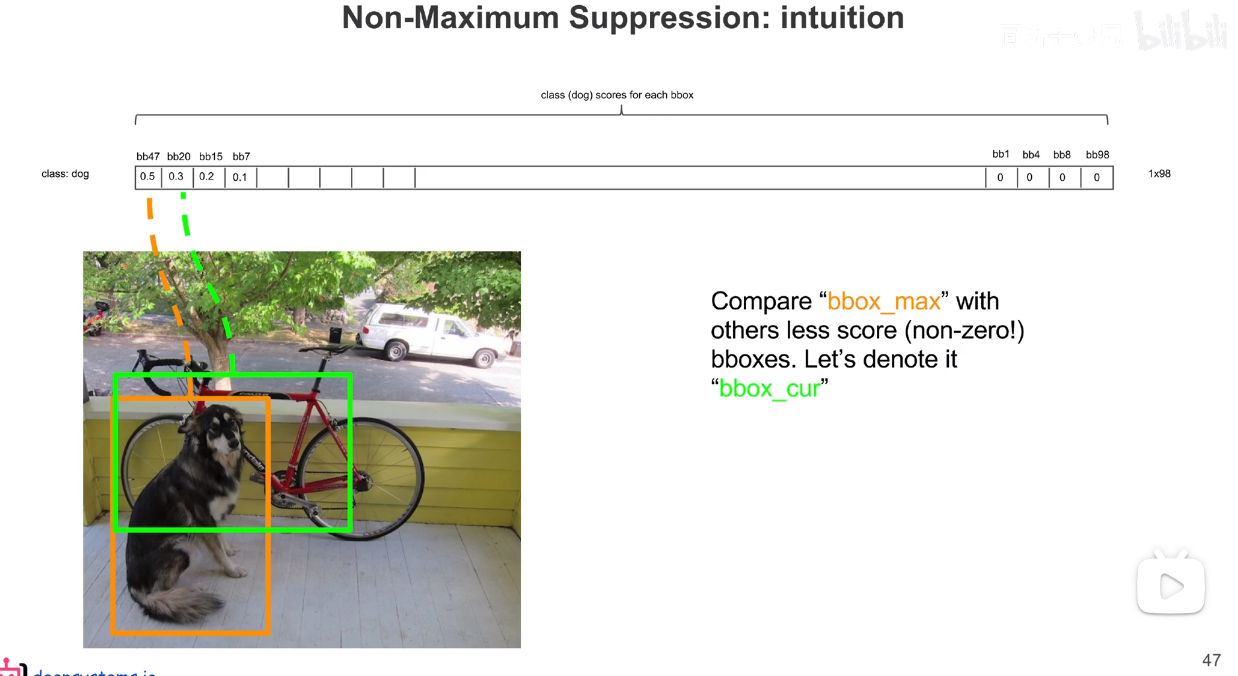 Non-Maximum Suppression: intuition
bilibili
class (dog) scores for each bbox
bb47 bb20 bb15 bb7 bb1 bb4 bb8 bb98
class: dog 0.5 0.3 0.2 0.1 0 0 0 0 1x98
Compare “bbox_max” with
others less score (non-zero!)
bboxes. Let’s denote it
“bbox_cur”
47
deepsystems.io